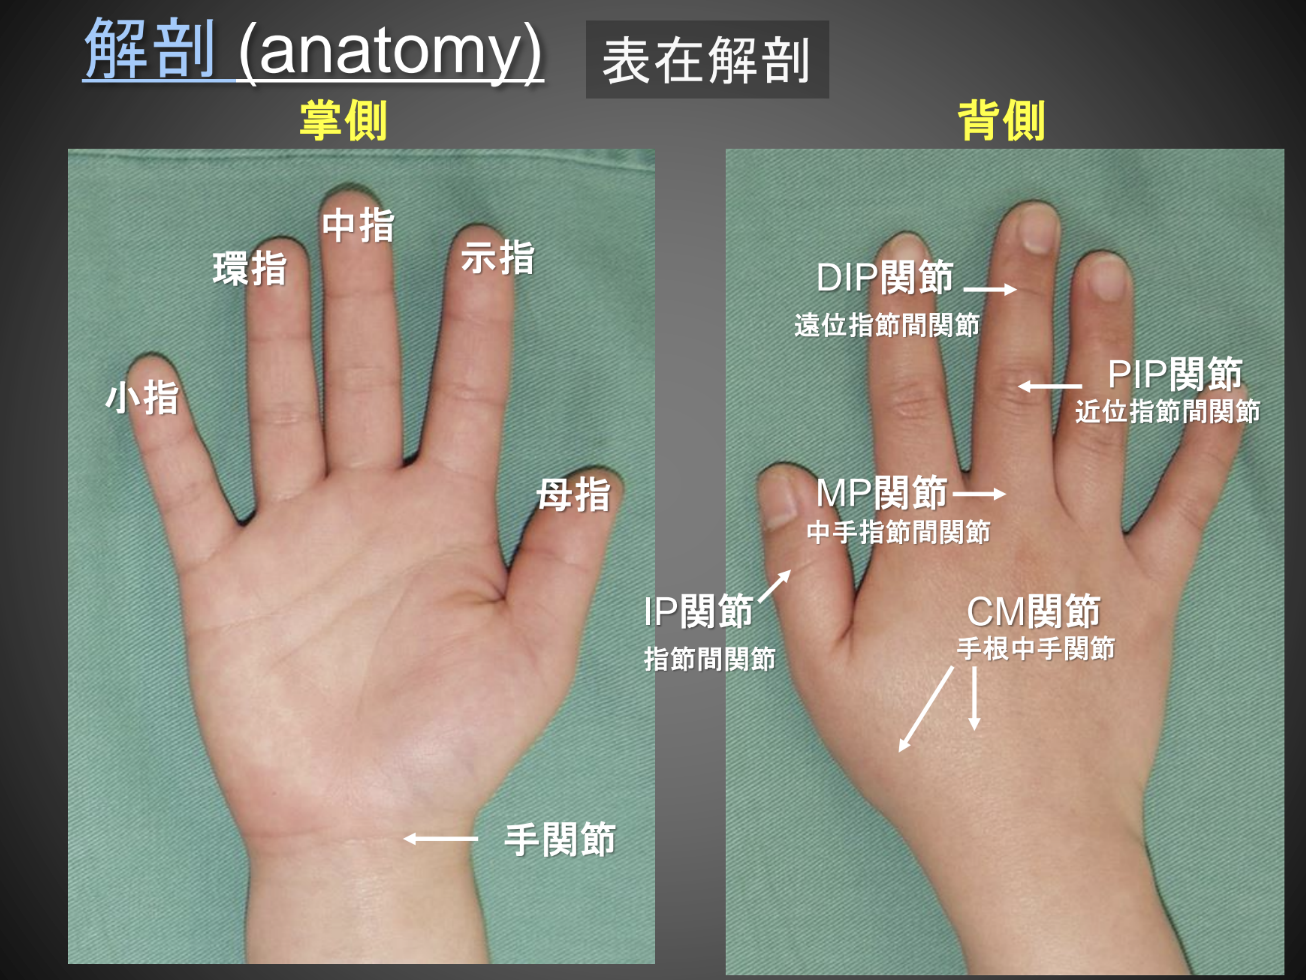 解剖 (anatomy)
表在解剖
掌側
背側
中指
環指
示指
小指
母指
手関節
DIP関節
遠位指節間関節
PIP関節
近位指節間関節
MP関節
中手指節間関節
IP関節
指節間関節
CM関節
手根中手関節